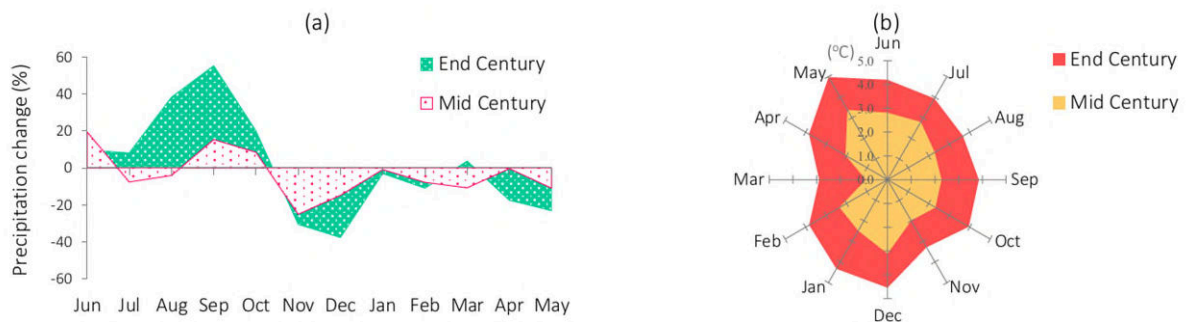 (a)
Precipitation change (%)
60
40
20
0
-20
-40
-60
Jun Jul Aug Sep Oct Nov Dec Jan Feb Mar Apr May
End Century
Mid Century
(b)
(°C)
Jun
5.0
4.0
3.0
2.0
1.0
0.0
Jul
Aug
Sep
Oct
Nov
Dec
Jan
Feb
Mar
Apr
May
End Century
Mid Century